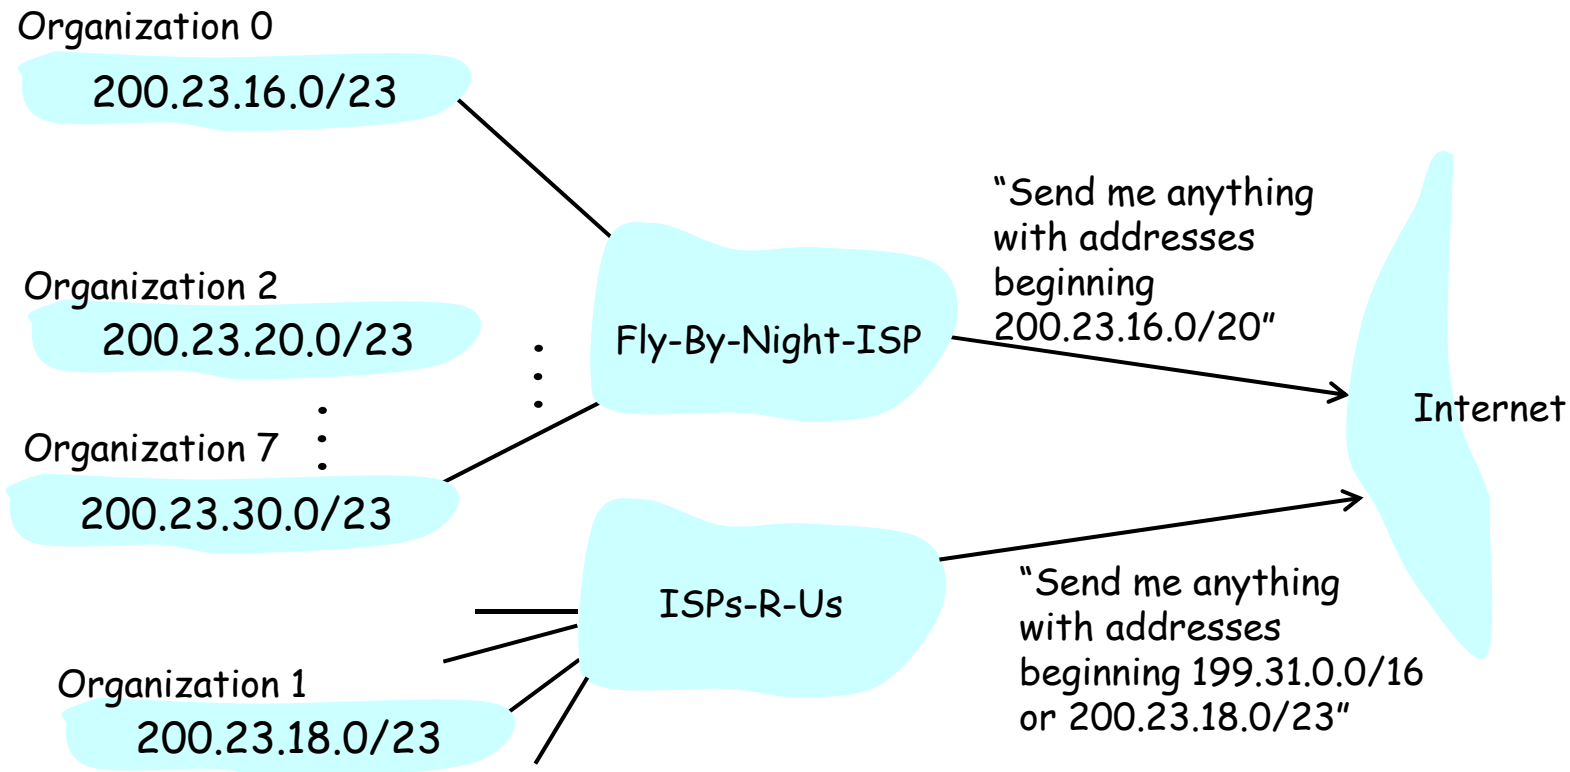 Organization 0
200.23.16.0/23
Organization 2
200.23.20.0/23
Organization 7
200.23.30.0/23
Fly-By-Night-ISP
“Send me anything
with addresses
beginning
200.23.16.0/20”
Internet
ISPs-R-Us
Organization 1
200.23.18.0/23
“Send me anything
with addresses
beginning 199.31.0.0/16
or 200.23.18.0/23”